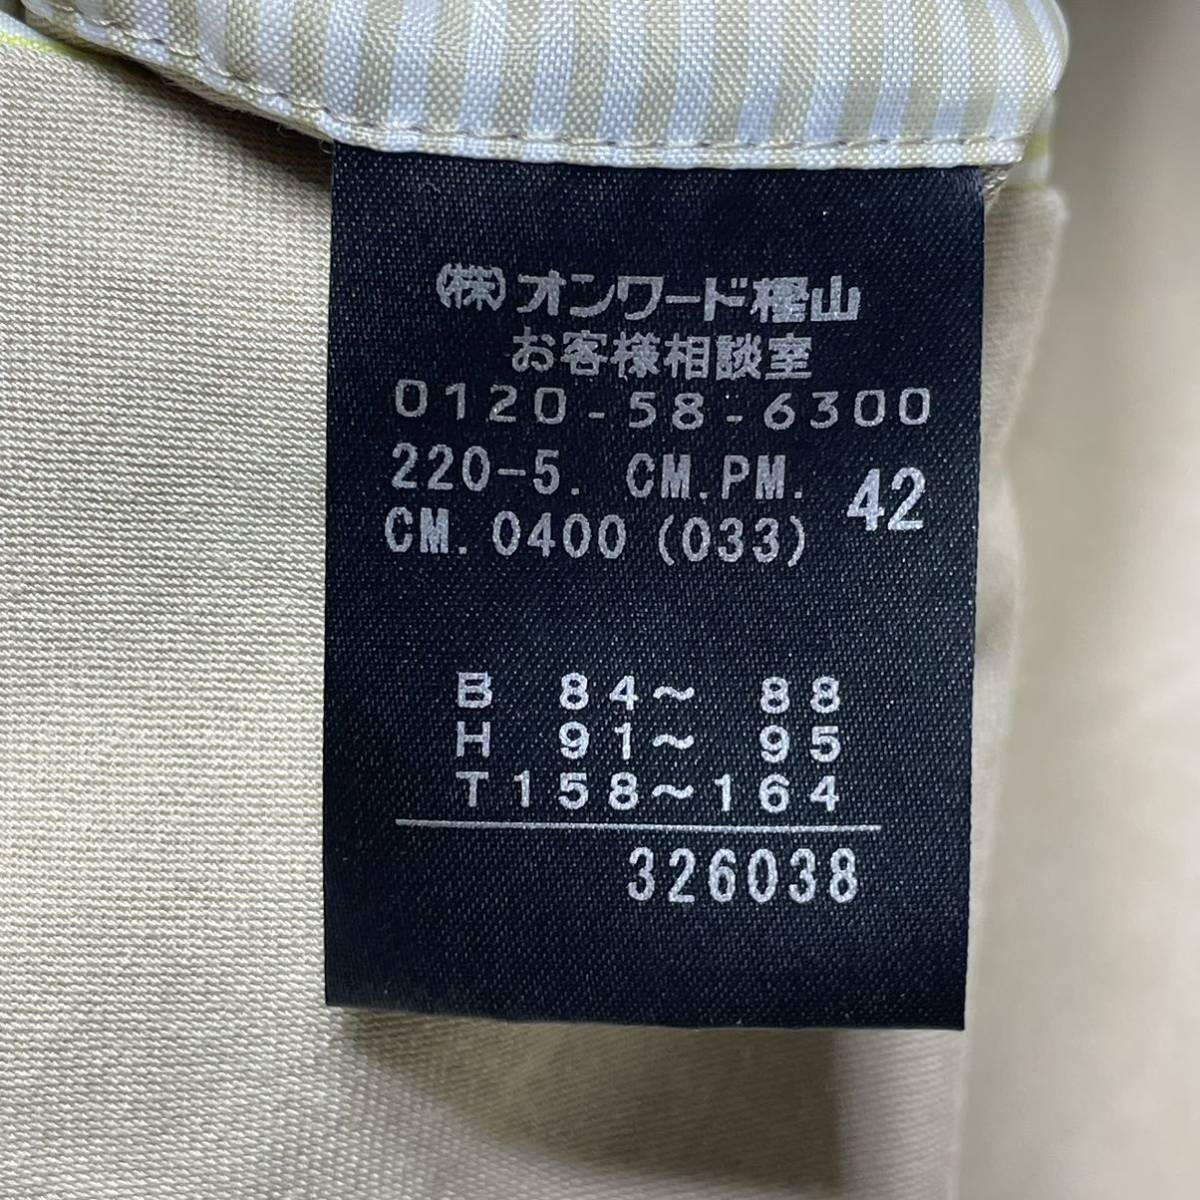 (株)オンワード樫山
お客様相談室
0120-58-6300
220-5. CM.PM. 42
CM.0400(033)
B 84～ 88
H 91～ 95
T158～164
326038